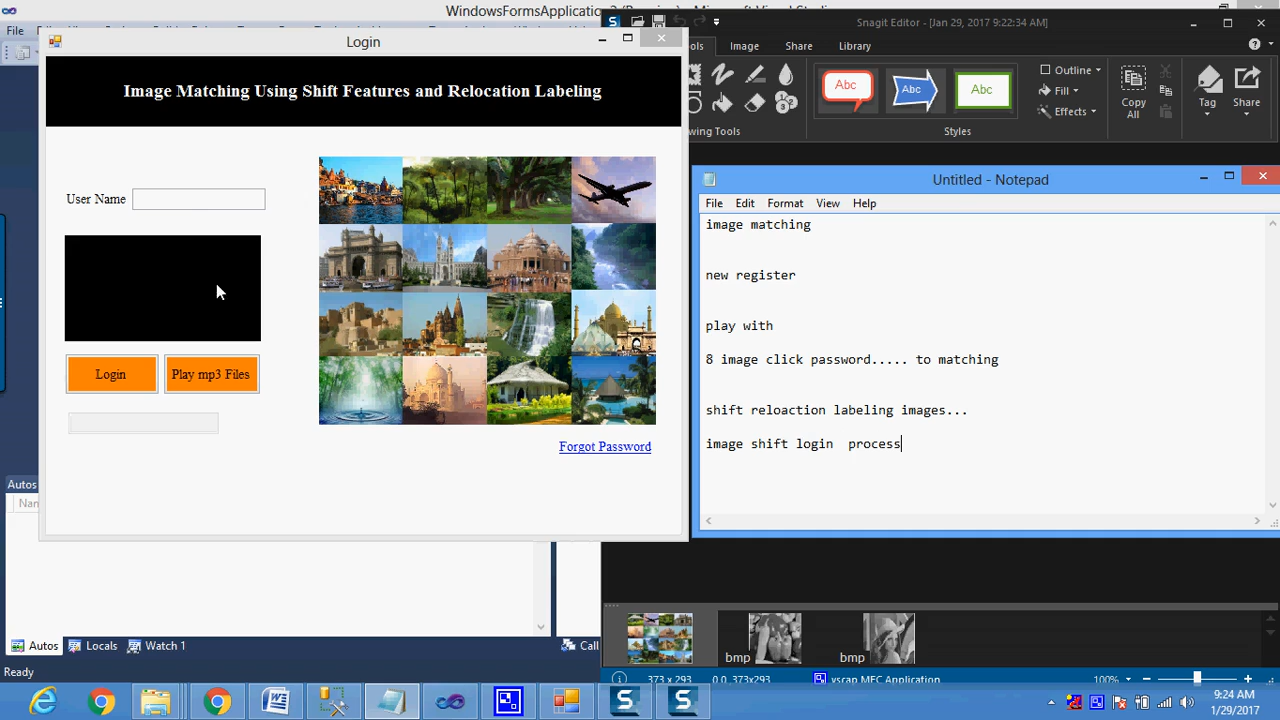 WindowsFormsApplication
File
Login
Image Matching Using Shift Features and Relocation Labeling
User Name
Login
Play mp3 Files
Forgot Password
Autos
Autos
Locals
Watch 1
Call
Ready
Snagit Editor - [Jan 29, 2017 9:22:34 AM]
Image
Share
Library
Abc
Abc
Abc
Outline
Fill
Effects
Copy
All
Tag
Share
Styles
Untitled - Notepad
File
Edit
Format
View
Help
image matching
new register
play with
8 image click password..... to matching
shift reloaction labeling images...
image shift login  process
bmp
bmp
373 x 293
0,0 373x293
vscap MFC Application
100%
9:24 AM
1/29/2017